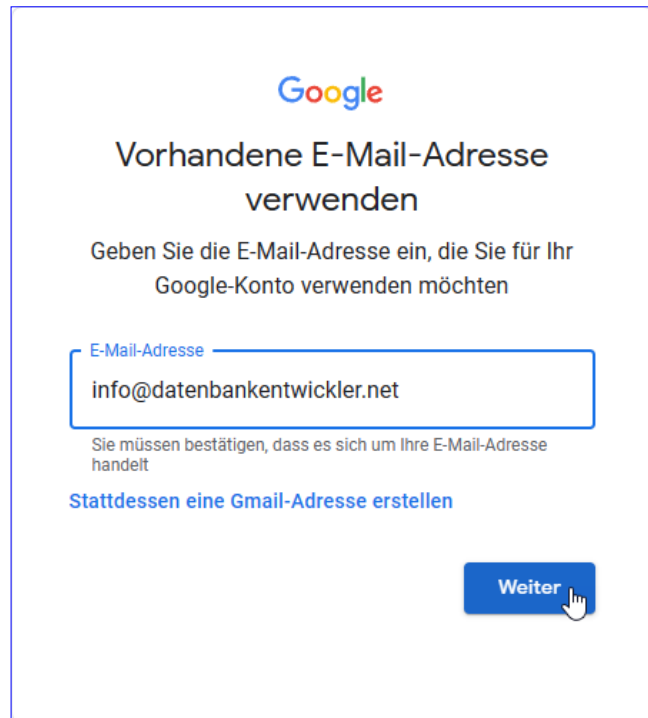 Google
Vorhandene E-Mail-Adresse
verwenden
Geben Sie die E-Mail-Adresse ein, die Sie für Ihr
Google-Konto verwenden möchten
E-Mail-Adresse
info@datenbankentwickler.net
Sie müssen bestätigen, dass es sich um Ihre E-Mail-Adresse
handelt
Stattdessen eine Gmail-Adresse erstellen
Weiter